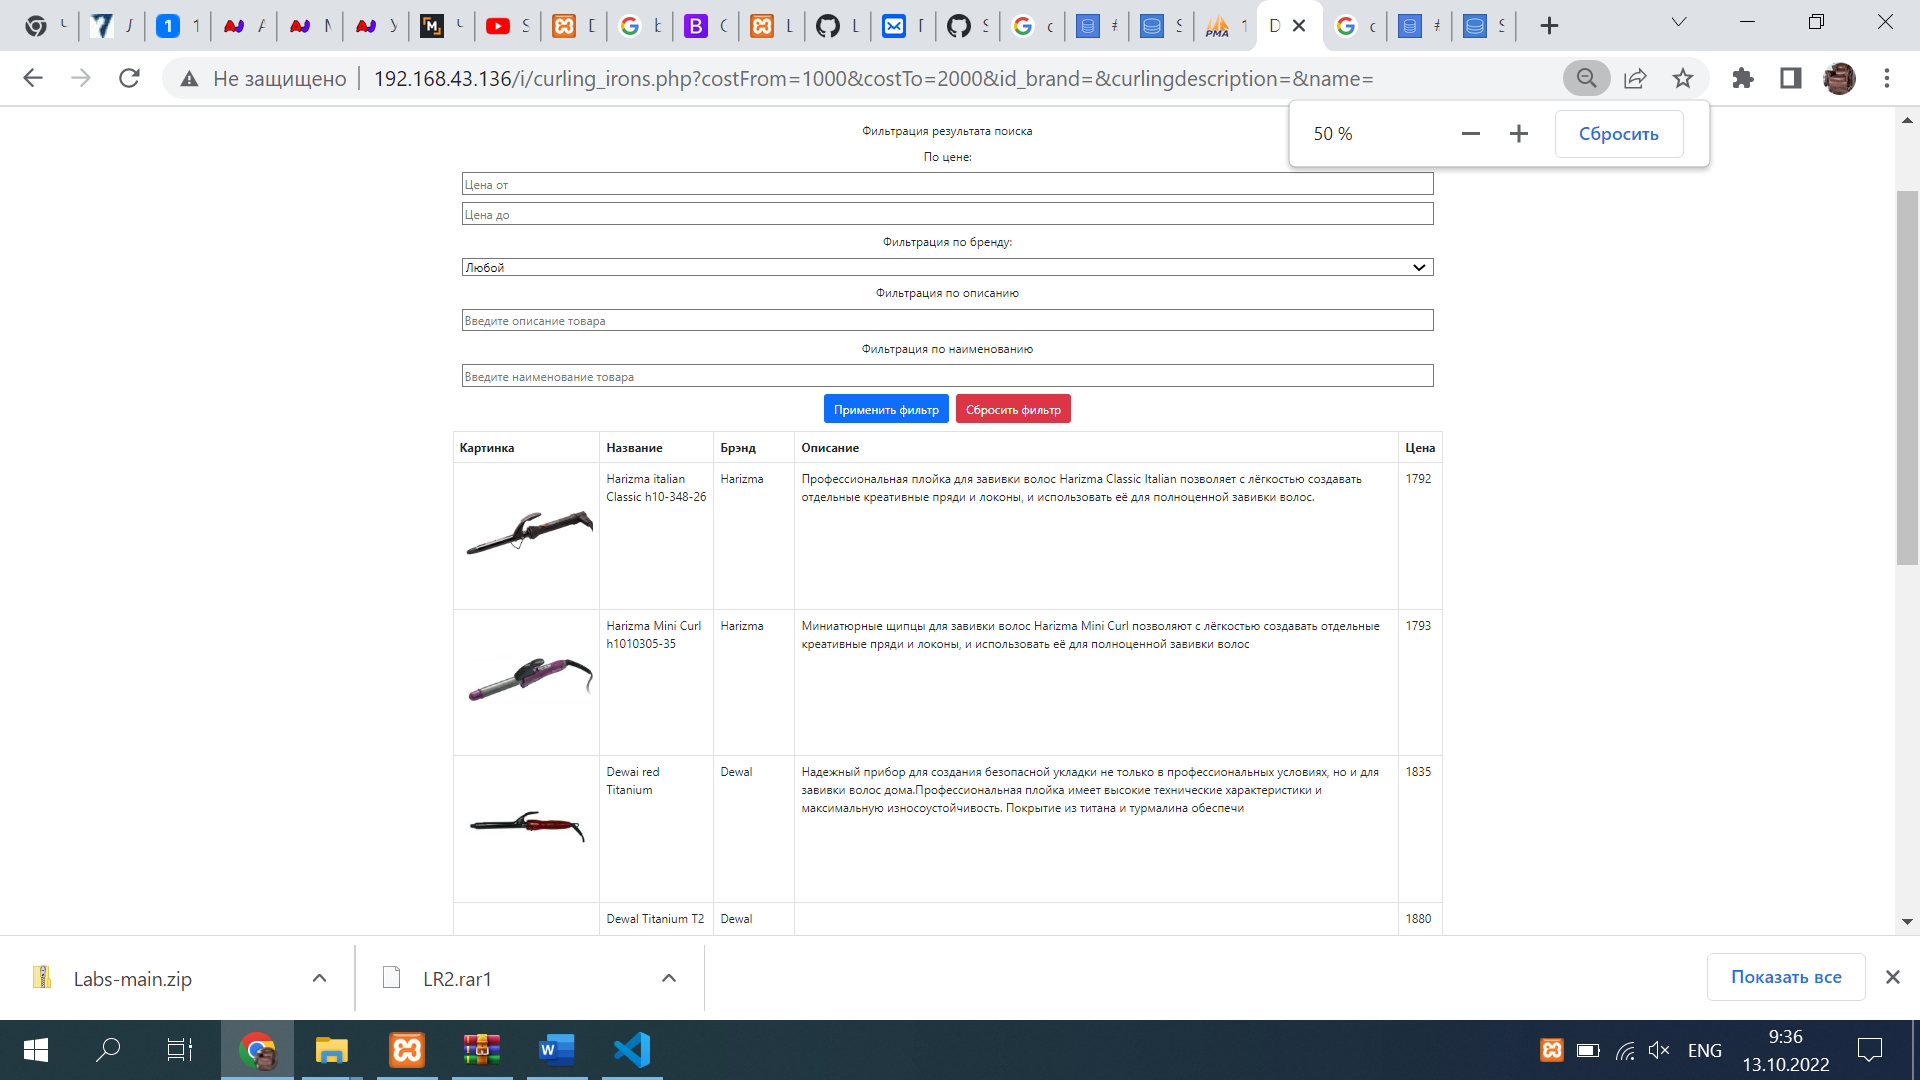 Не защищено
192.168.43.136/i/curling_irons.php?costFrom=1000&costTo=2000&id_brand=&curlingdescription=&name=
50 %
Сбросить
Фильтрация результата поиска
По цене:
Цена от
Цена до
Фильтрация по бренду:
Любой
Фильтрация по описанию
Введите описание товара
Фильтрация по наименованию
Введите наименование товара
Применить фильтр
Сбросить фильтр
Картинка Название Брэнд Описание Цена
Harizma italian
Classic h10-348-26
Harizma
Профессиональная плойка для завивки волос Harizma Classic Italian позволяет с лёгкостью создавать
отдельные креативные пряди и локоны, и использовать её для полноценной завивки волос.
1792
Harizma Mini Curl
h1010305-35
Harizma
Миниатюрные щипцы для завивки волос Harizma Mini Curl позволяют с лёгкостью создавать отдельные
креативные пряди и локоны, и использовать её для полноценной завивки волос
1793
Dewai red
Titanium
Dewal
Надежный прибор для создания безопасной укладки не только в профессиональных условиях, но и для
завивки волос дома.Профессиональная плойка имеет высокие технические характеристики и
максимальную износоустойчивость. Покрытие из титана и турмалина обеспечи
1835
Dewal Titanium T2
Dewal
1880
Labs-main.zip
LR2.rar1
Показать все
ENG
9:36
13.10.2022